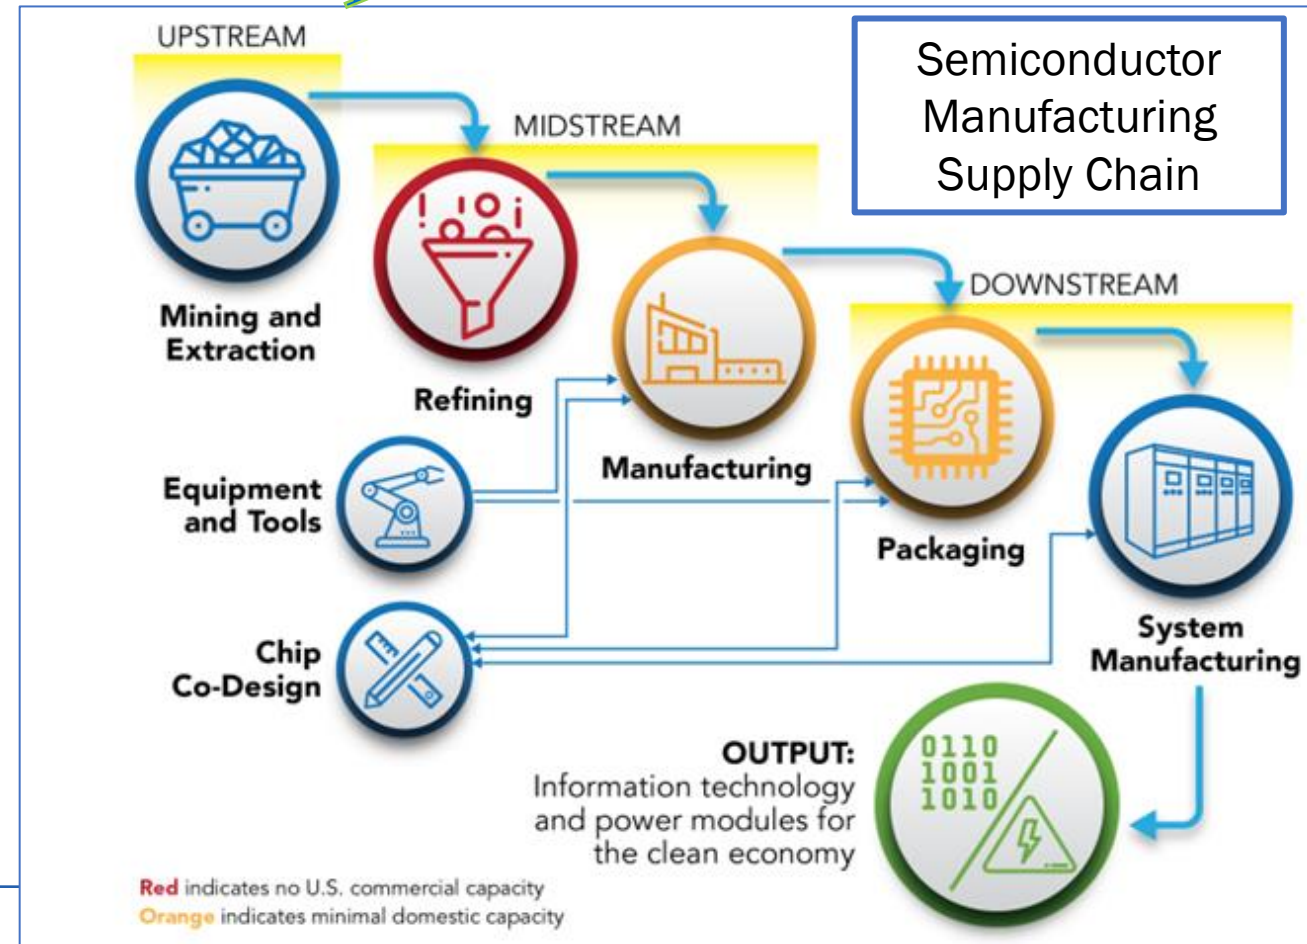 UPSTREAM
Semiconductor
Manufacturing
Supply Chain
MIDSTREAM
DOWNSTREAM
Mining and
Extraction
Refining
Manufacturing
Equipment
and Tools
Packaging
Chip
Co-Design
System
Manufacturing
OUTPUT:
Information technology
and power modules for
the clean economy
0110
1001
1010
Red indicates no U.S. commercial capacity
Orange indicates minimal domestic capacity